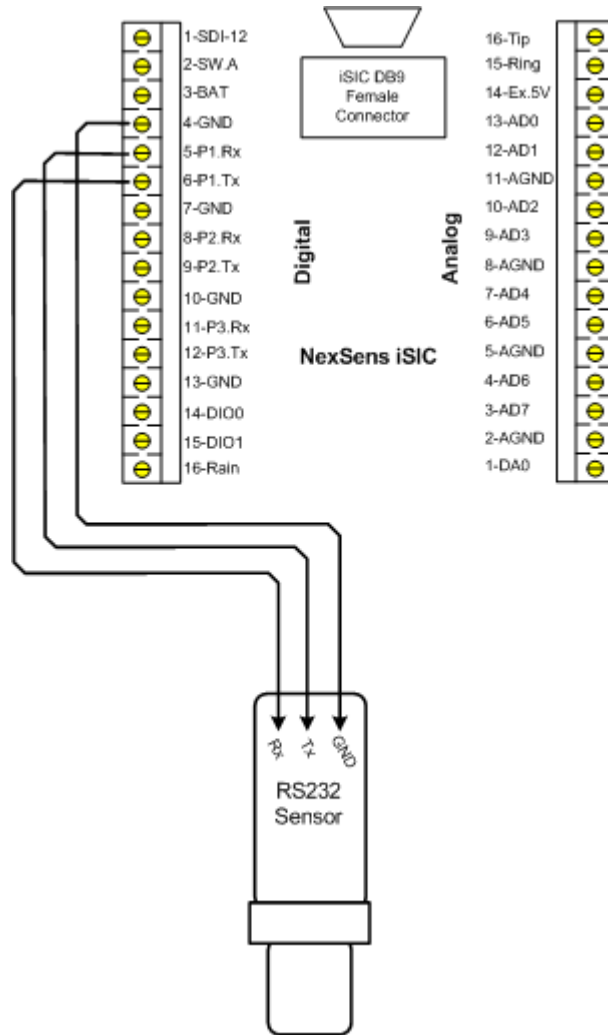 1-SDI-12
2-SW.A
3-BAT
4-GND
5-P1.Rx
6-P1.Tx
7-GND
8-P2.Rx
9-P2.Tx
10-GND
11-P3.Rx
12-P3.Tx
13-GND
14-DIO0
15-DIO1
16-Rain
iSIC DB9
Female
Connector
Digital
Analog
NexSens iSIC
16-Tip
15-Ring
14-Ex.5V
13-AD0
12-AD1
11-AGND
10-AD2
9-AD3
8-AGND
7-AD4
6-AD5
5-AGND
4-AD6
3-AD7
2-AGND
1-DA0
Rx
Tx
GND
RS232
Sensor